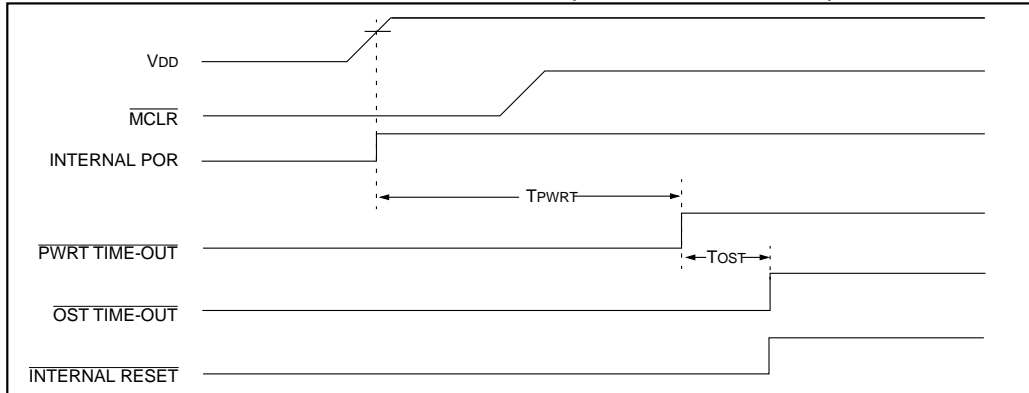 VDD
MCLR
INTERNAL POR
TPWRT
PWRT TIME-OUT
TOST
OST TIME-OUT
INTERNAL RESET